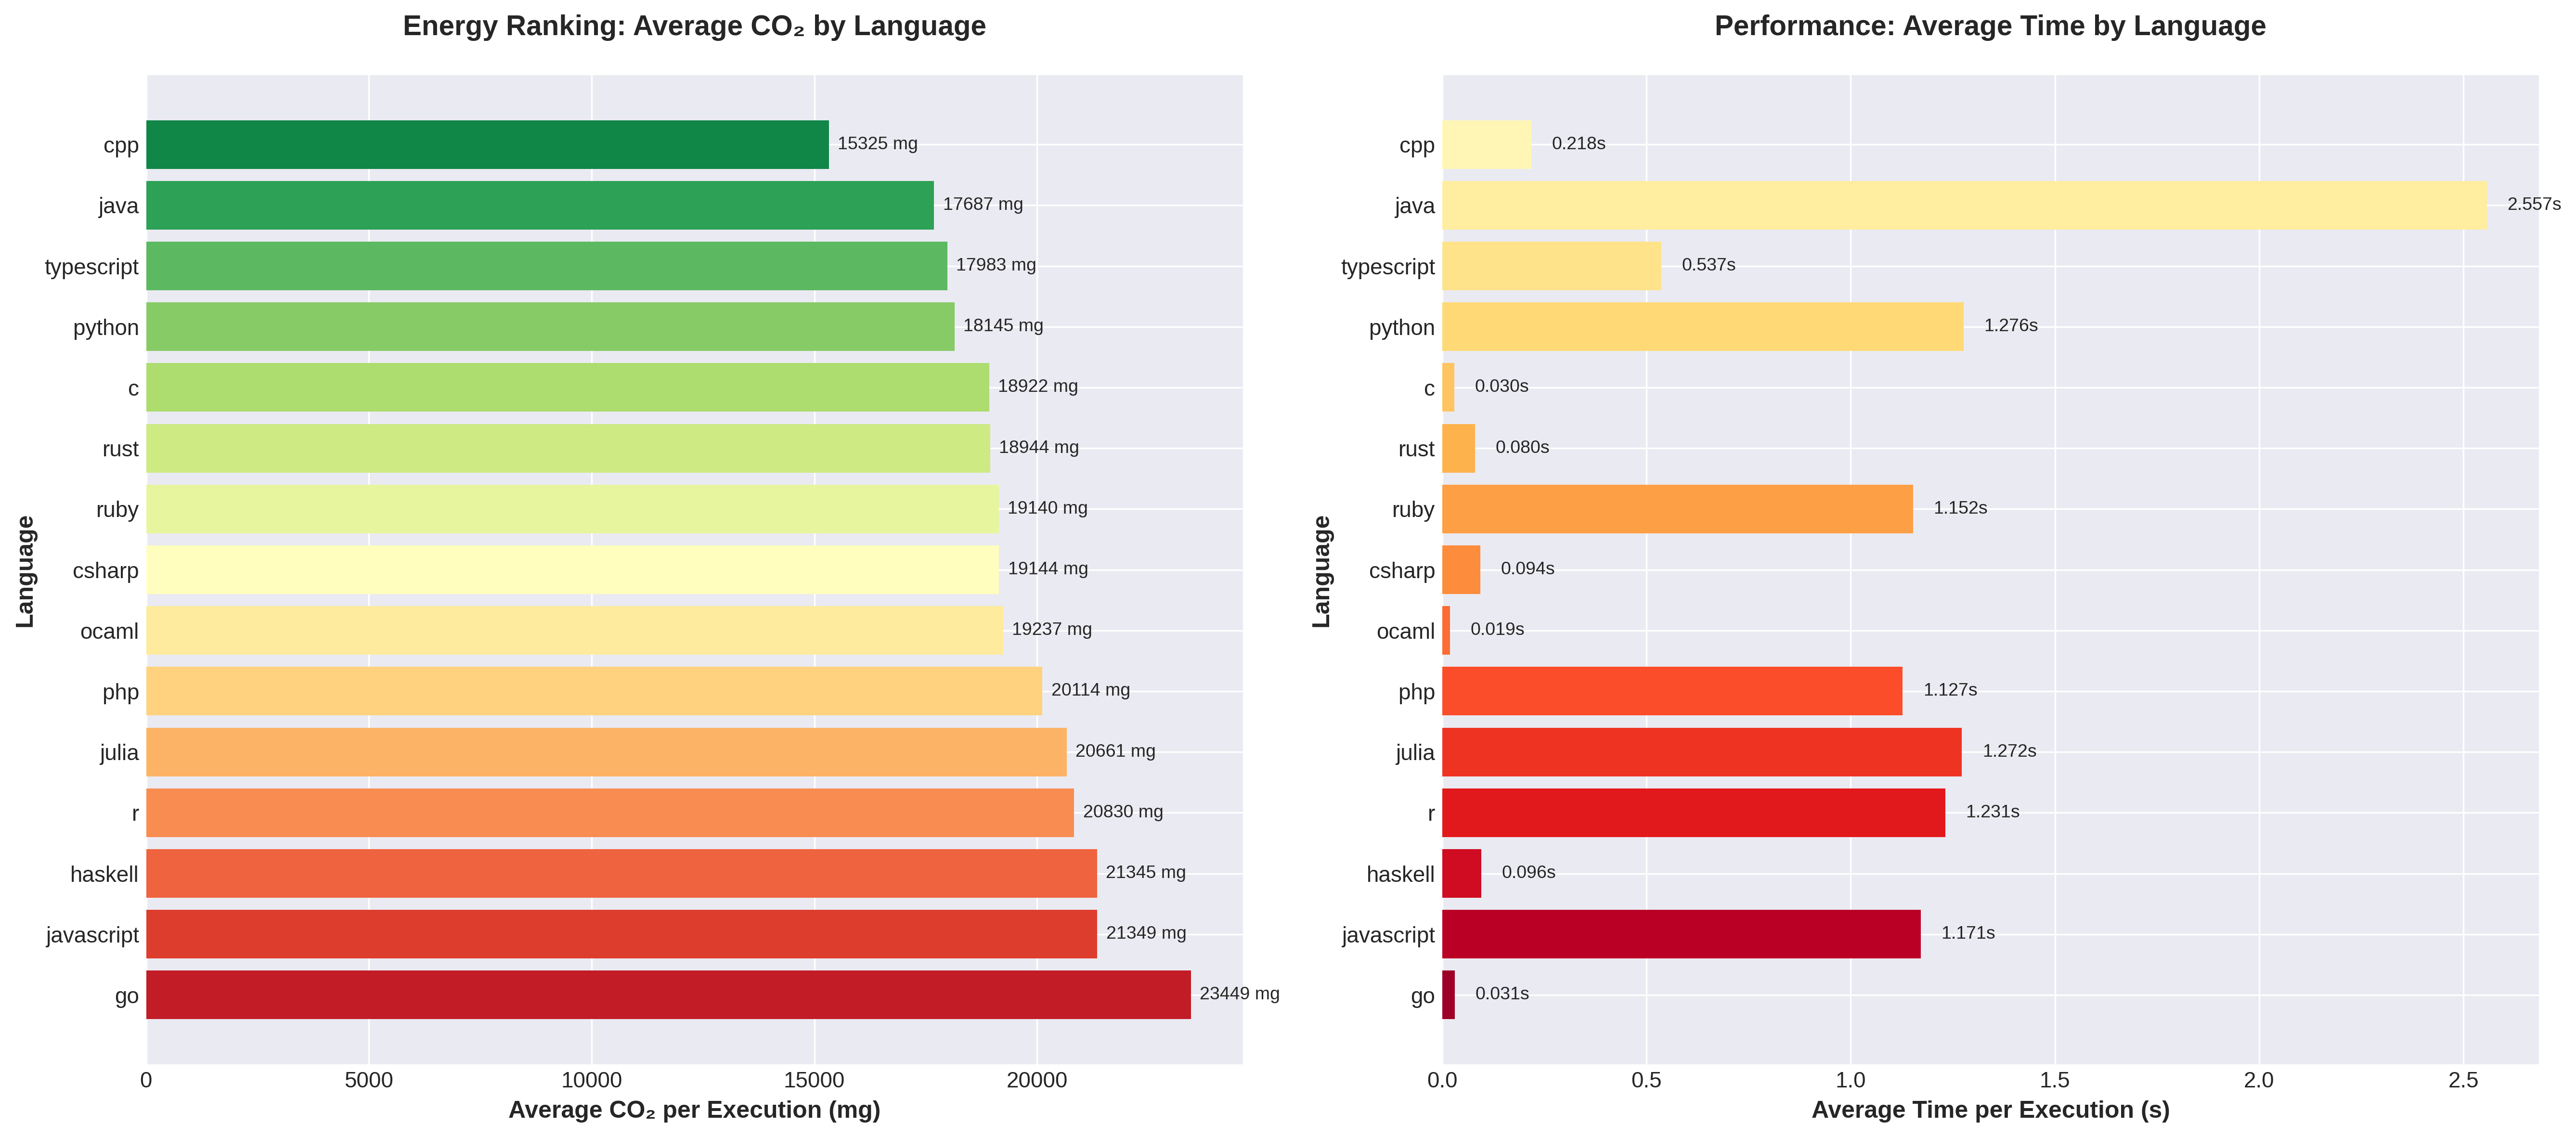 Energy Ranking: Average CO₂ by Language
Language
cpp 15325 mg
java 17687 mg
typescript 17983 mg
python 18145 mg
c 18922 mg
rust 18944 mg
ruby 19140 mg
csharp 19144 mg
ocaml 19237 mg
php 20114 mg
julia 20661 mg
r 20830 mg
haskell 21345 mg
javascript 21349 mg
go 23449 mg
0 5000 10000 15000 20000
Average CO₂ per Execution (mg)
Performance: Average Time by Language
Language
cpp 0.218s
java 2.557s
typescript 0.537s
python 1.276s
c 0.030s
rust 0.080s
ruby 1.152s
csharp 0.094s
ocaml 0.019s
php 1.127s
julia 1.272s
r 1.231s
haskell 0.096s
javascript 1.171s
go 0.031s
0.0 0.5 1.0 1.5 2.0 2.5
Average Time per Execution (s)